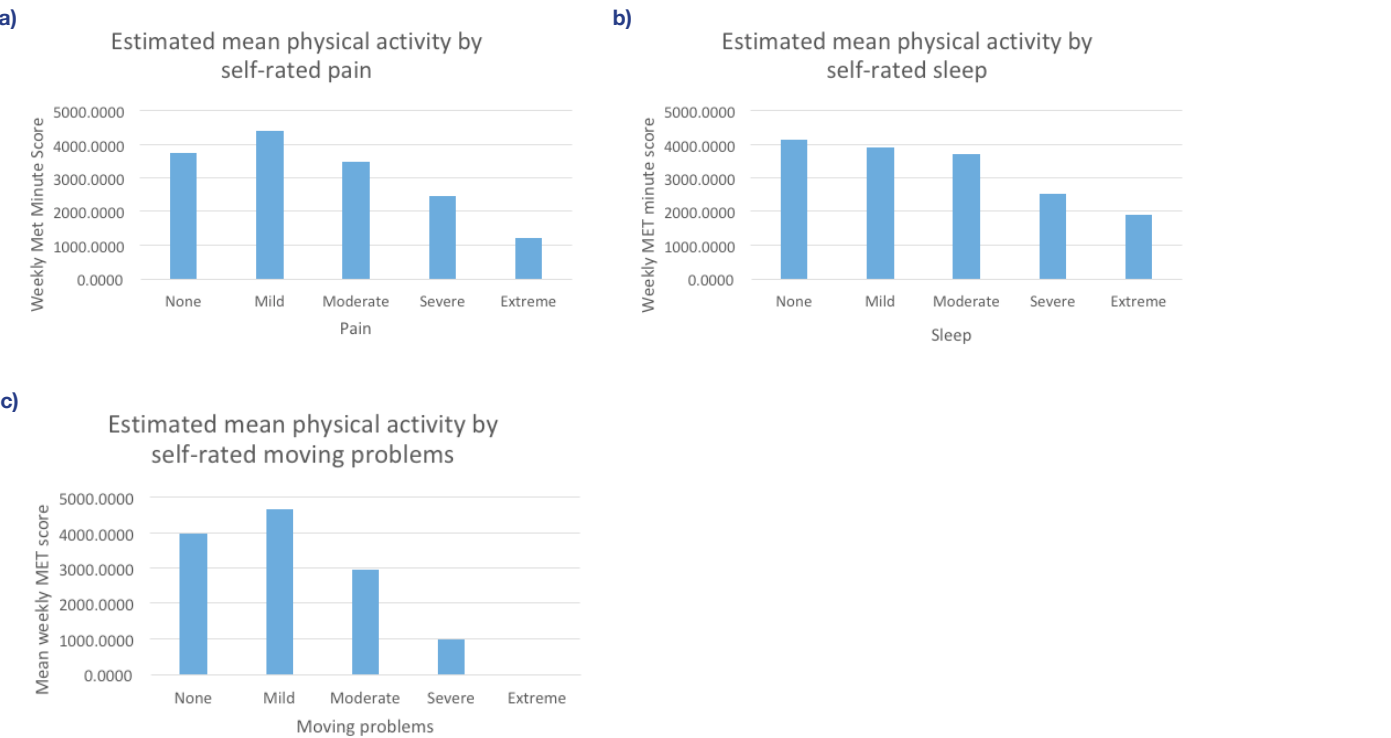 a)
Estimated mean physical activity by
self-rated pain
Weekly Met Minute Score
5000.0000
4000.0000
3000.0000
2000.0000
1000.0000
0.0000
None Mild Moderate Severe Extreme
Pain
b)
Estimated mean physical activity by
self-rated sleep
Weekly MET minute score
5000.0000
4000.0000
3000.0000
2000.0000
1000.0000
0.0000
None Mild Moderate Severe Extreme
Sleep
c)
Estimated mean physical activity by
self-rated moving problems
Mean weekly MET score
5000.0000
4000.0000
3000.0000
2000.0000
1000.0000
0.0000
None Mild Moderate Severe Extreme
Moving problems